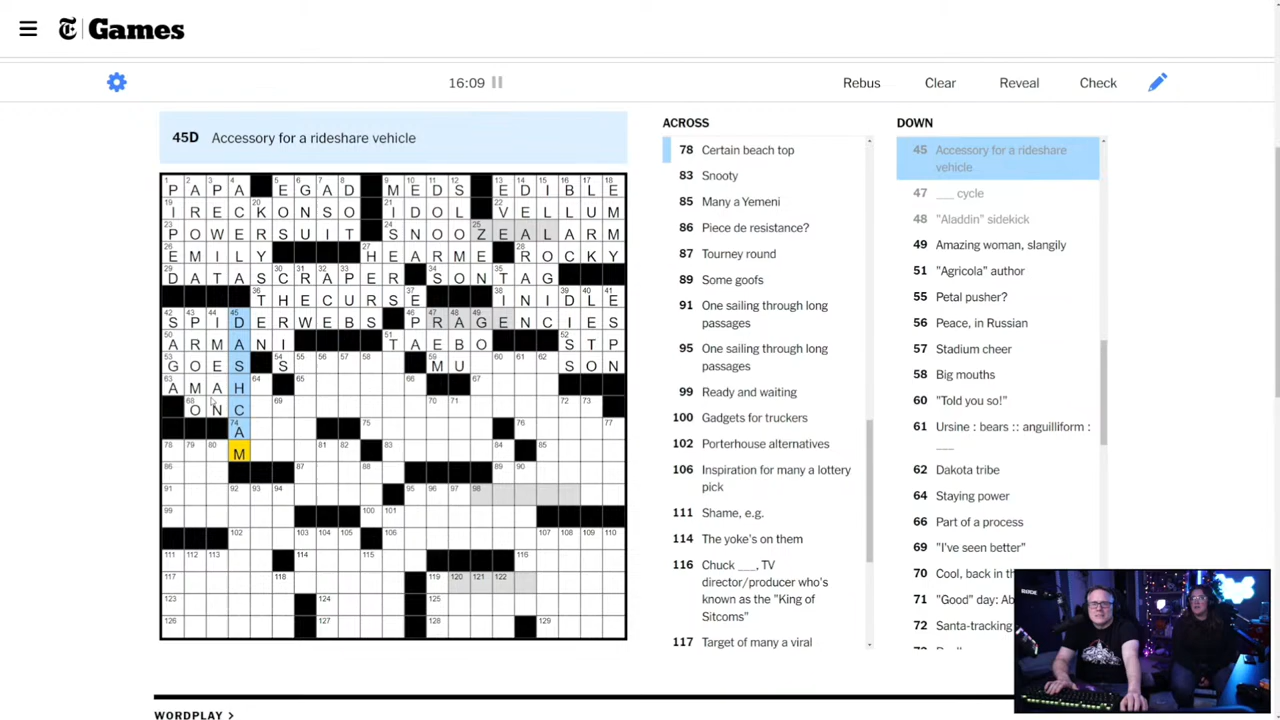 Games
16:09
Rebus
Clear
Reveal
Check
45D Accessory for a rideshare vehicle
PAPA EGAD MEDS EDIBLE
IRECKONSO IDOL VELLUM
POWERSUIT SNOOZEALARM
EMILY HEARME ROCKY
DATASCRAPER SONTAG
THECURSE INIDLE
SPIDERWEBS PRAGENCIES
ARMANI TAEBO STP
GOES S MU SON
AMAH
ONC
A
M
ACROSS
78 Certain beach top
83 Snooty
85 Many a Yemeni
86 Piece de resistance?
87 Tourney round
89 Some goofs
91 One sailing through long
passages
95 One sailing through long
passages
99 Ready and waiting
100 Gadgets for truckers
102 Porterhouse alternatives
106 Inspiration for many a lottery
pick
111 Shame, e.g.
114 The yoke's on them
116 Chuck ___, TV
director/producer who's
known as the "King of
Sitcoms"
117 Target of many a viral
DOWN
45 Accessory for a rideshare
vehicle
47 ___ cycle
48 "Aladdin" sidekick
49 Amazing woman, slangily
51 "Agricola" author
55 Petal pusher?
56 Peace, in Russian
57 Stadium cheer
58 Big mouths
60 "Told you so!"
61 Ursine : bears :: anguilliform :
___
62 Dakota tribe
64 Staying power
66 Part of a process
69 "I've seen better"
70 Cool, back in th
71 "Good" day: Ab
72 Santa-tracking
WORDPLAY >